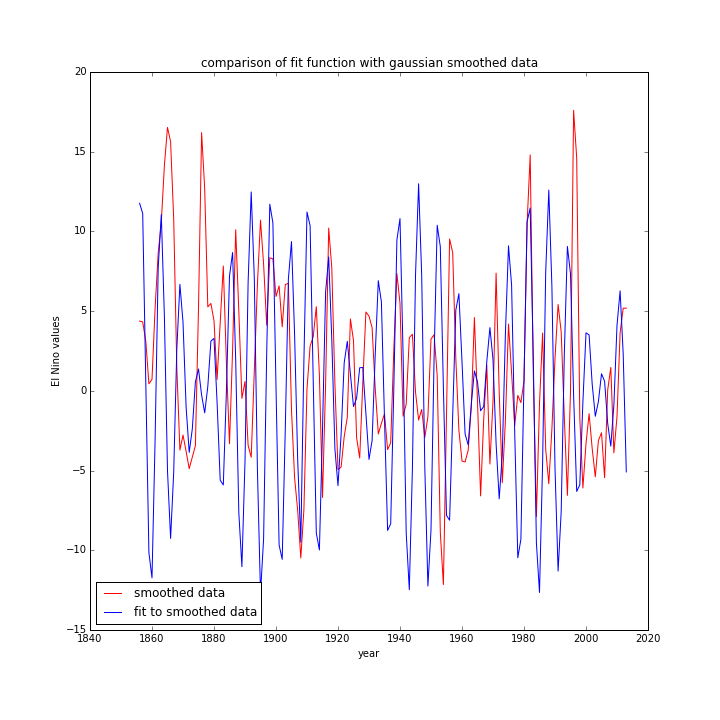 comparison of fit function with gaussian smoothed data
20
15
10
5
0
−5
−10
−15
El Nino values
smoothed data
fit to smoothed data
1840 1860 1880 1900 1920 1940 1960 1980 2000 2020
year